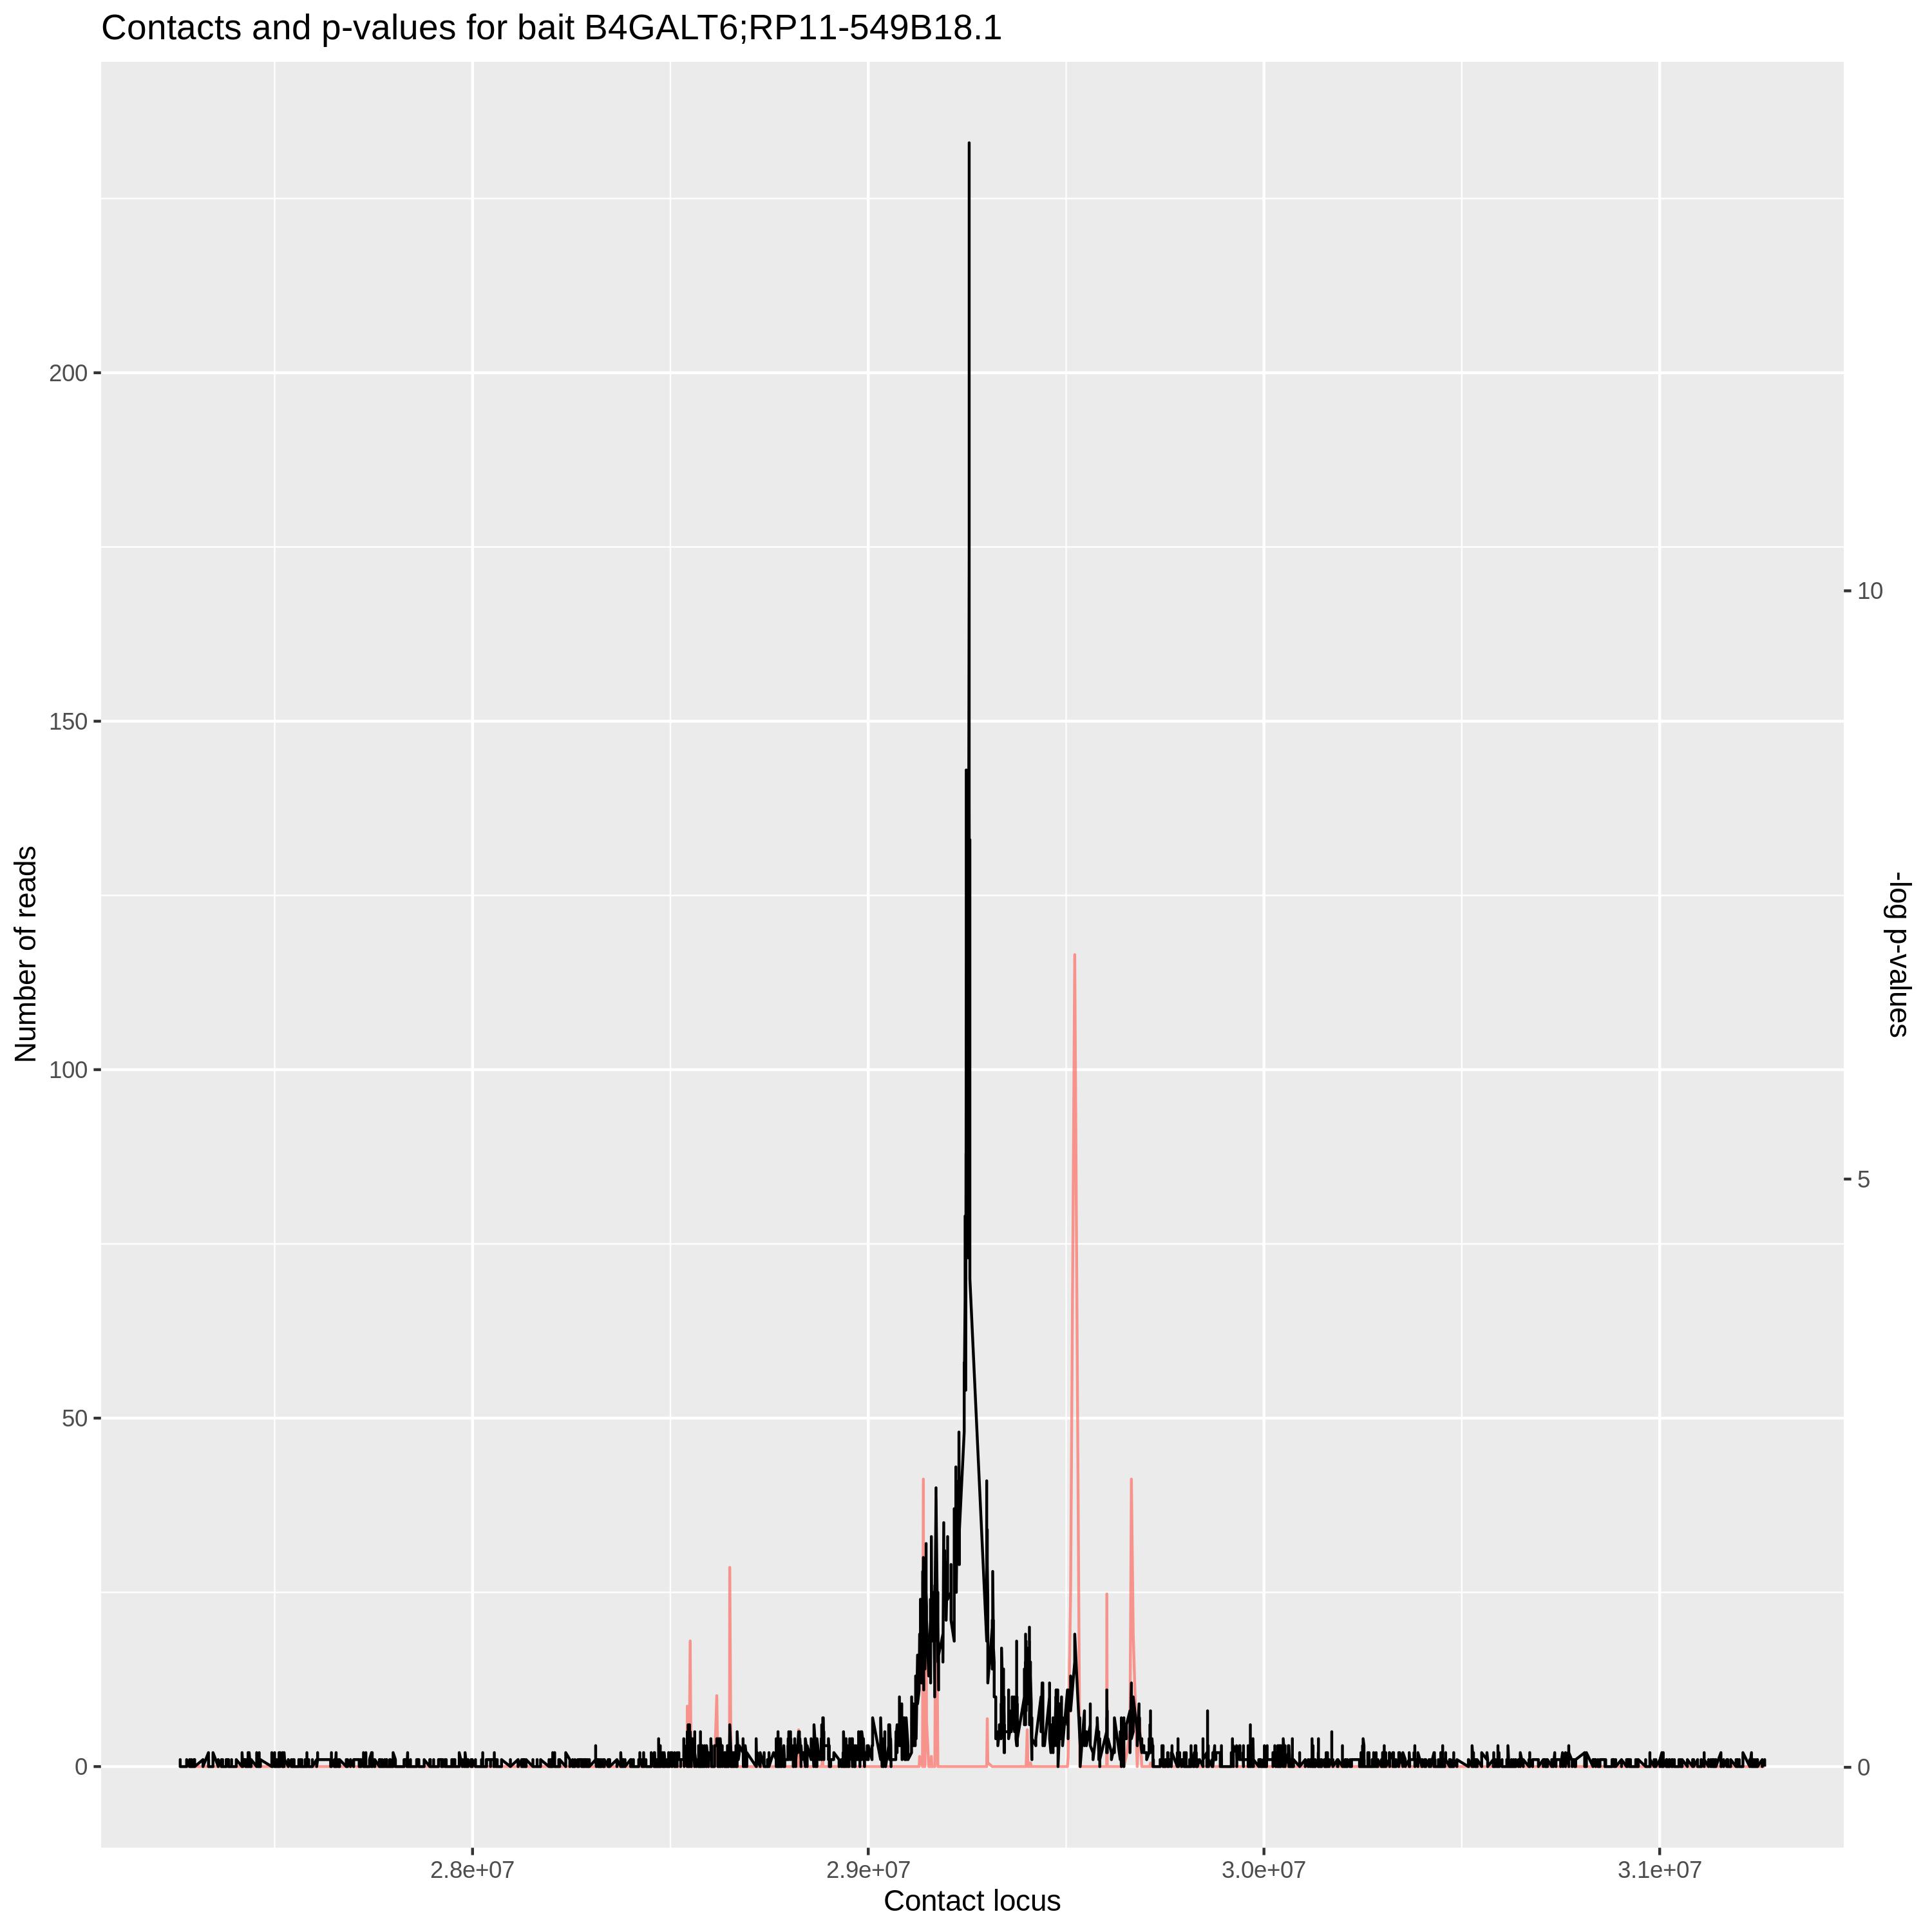 Contacts and p-values for bait B4GALT6;RP11-549B18.1
Number of reads
200
150
100
50
0
10
5
0
-log p-values
2.8e+07 2.9e+07 3.0e+07 3.1e+07
Contact locus